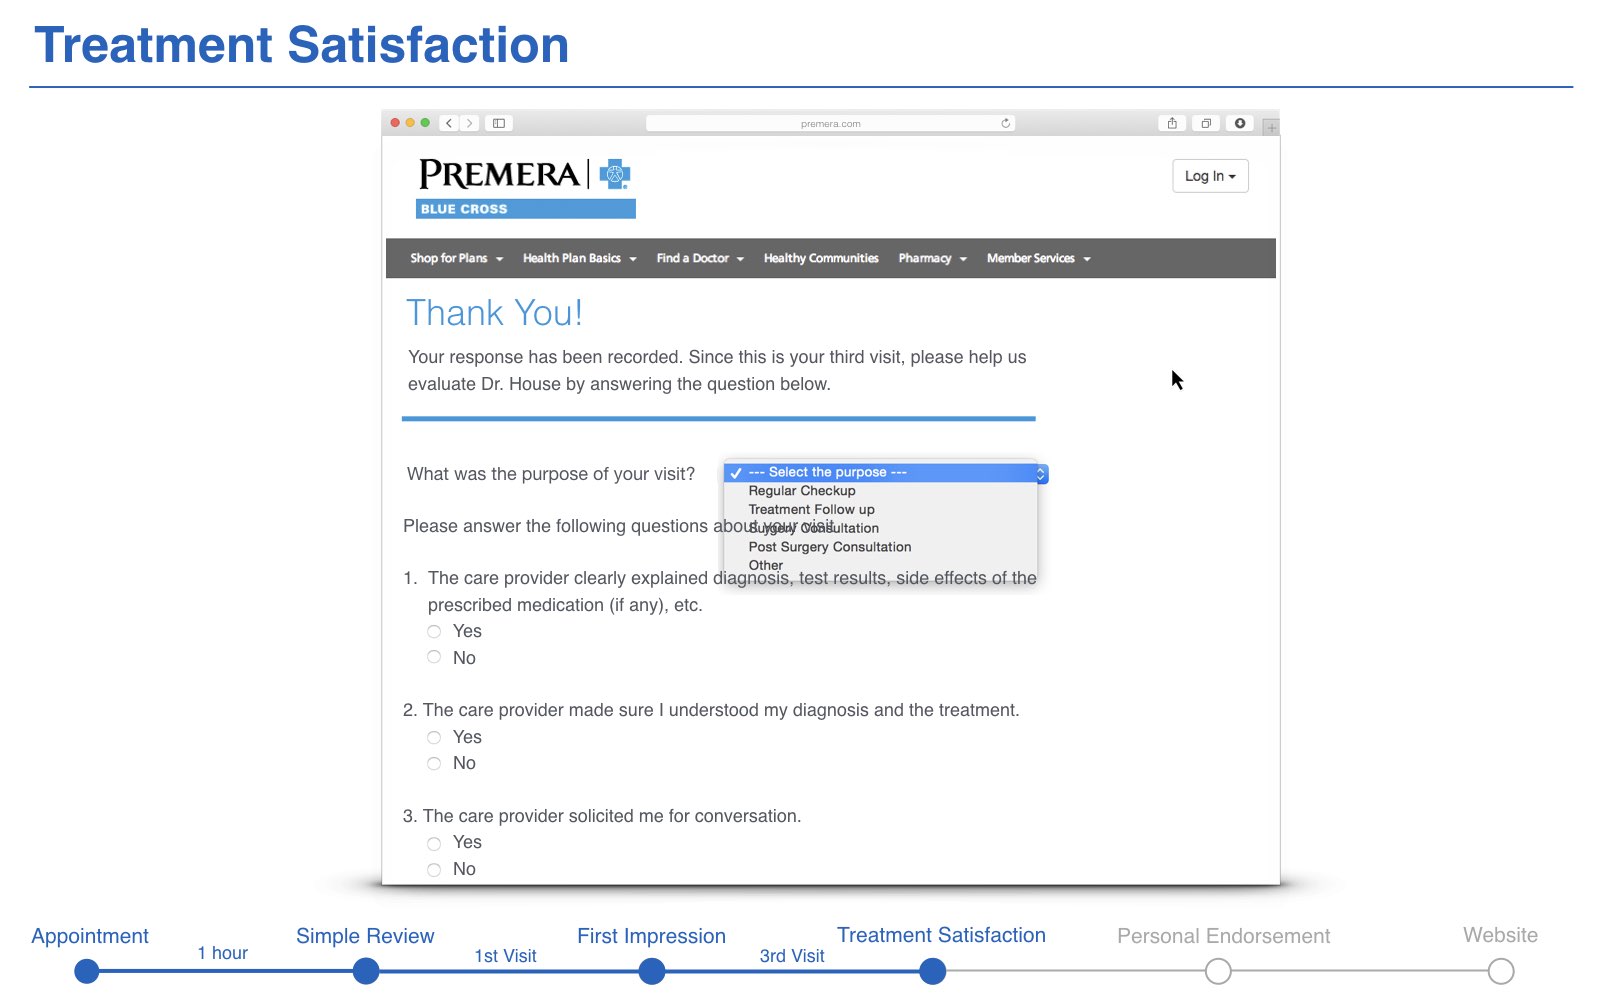 Treatment Satisfaction
premera.com
PREMERA
BLUE CROSS
Log In
Shop for Plans Health Plan Basics Find a Doctor Healthy Communities Pharmacy Member Services
Thank You!
Your response has been recorded. Since this is your third visit, please help us
evaluate Dr. House by answering the question below.
What was the purpose of your visit?
--- Select the purpose ---
Regular Checkup
Treatment Follow up
Surgery Consultation
Post Surgery Consultation
Other
Please answer the following questions about your visit
1. The care provider clearly explained diagnosis, test results, side effects of the
prescribed medication (if any), etc.
Yes
No
2. The care provider made sure I understood my diagnosis and the treatment.
Yes
No
3. The care provider solicited me for conversation.
Yes
No
Appointment
1 hour
Simple Review
1st Visit
First Impression
3rd Visit
Treatment Satisfaction
Personal Endorsement
Website